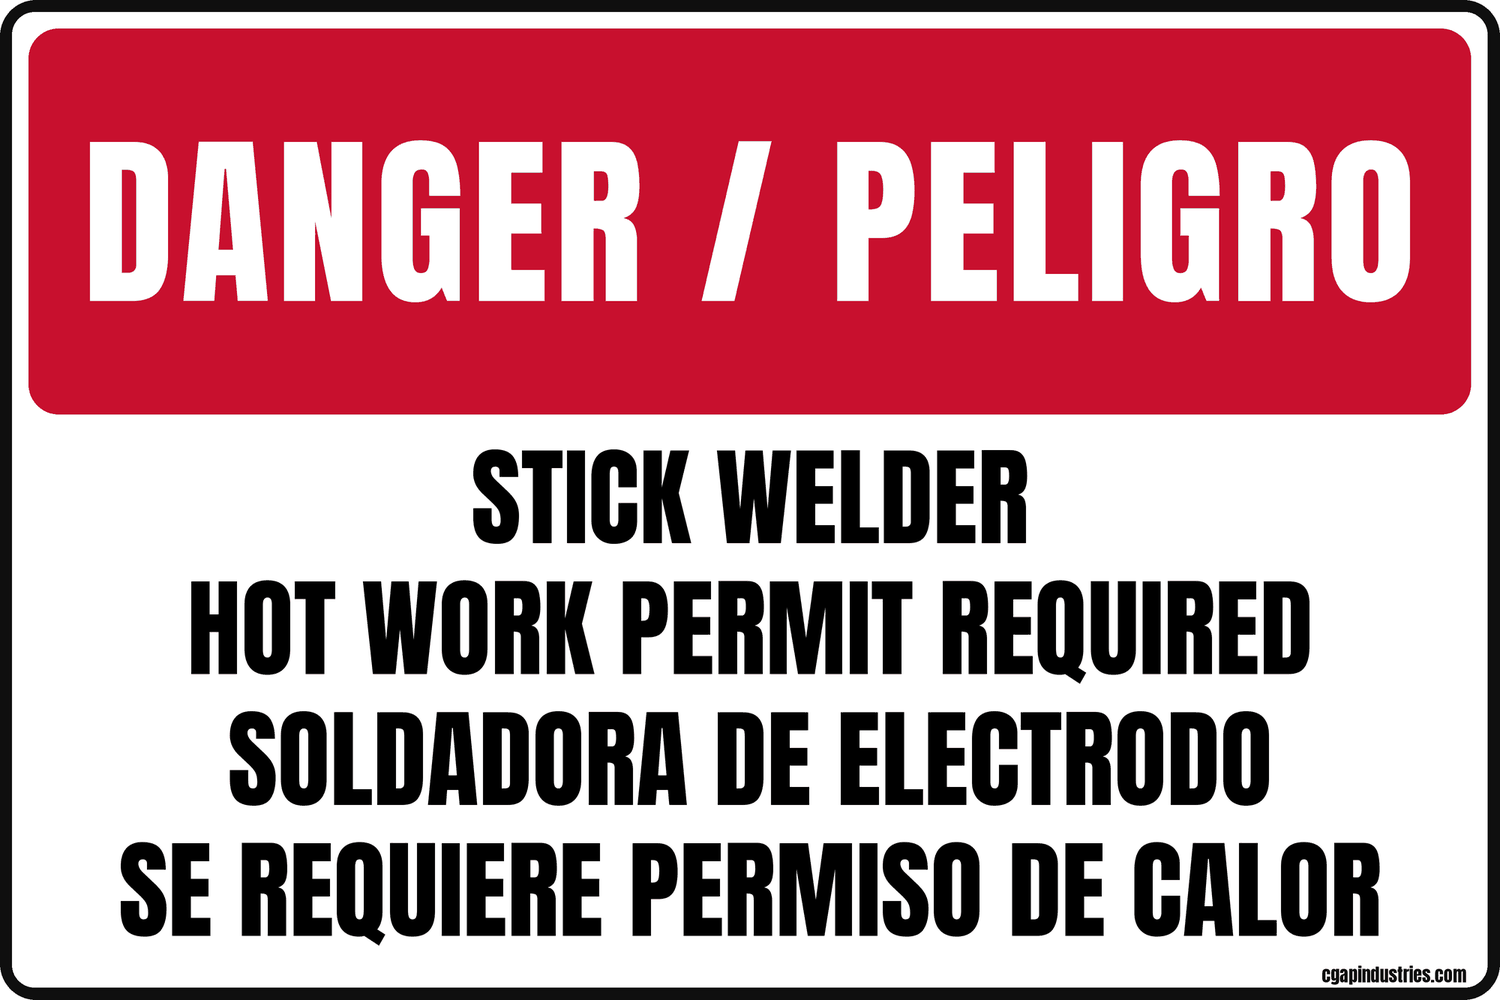 DANGER / PELIGRO
STICK WELDER
HOT WORK PERMIT REQUIRED
SOLDADORA DE ELECTRODO
SE REQUIERE PERMISO DE CALOR
cgapindustries.com